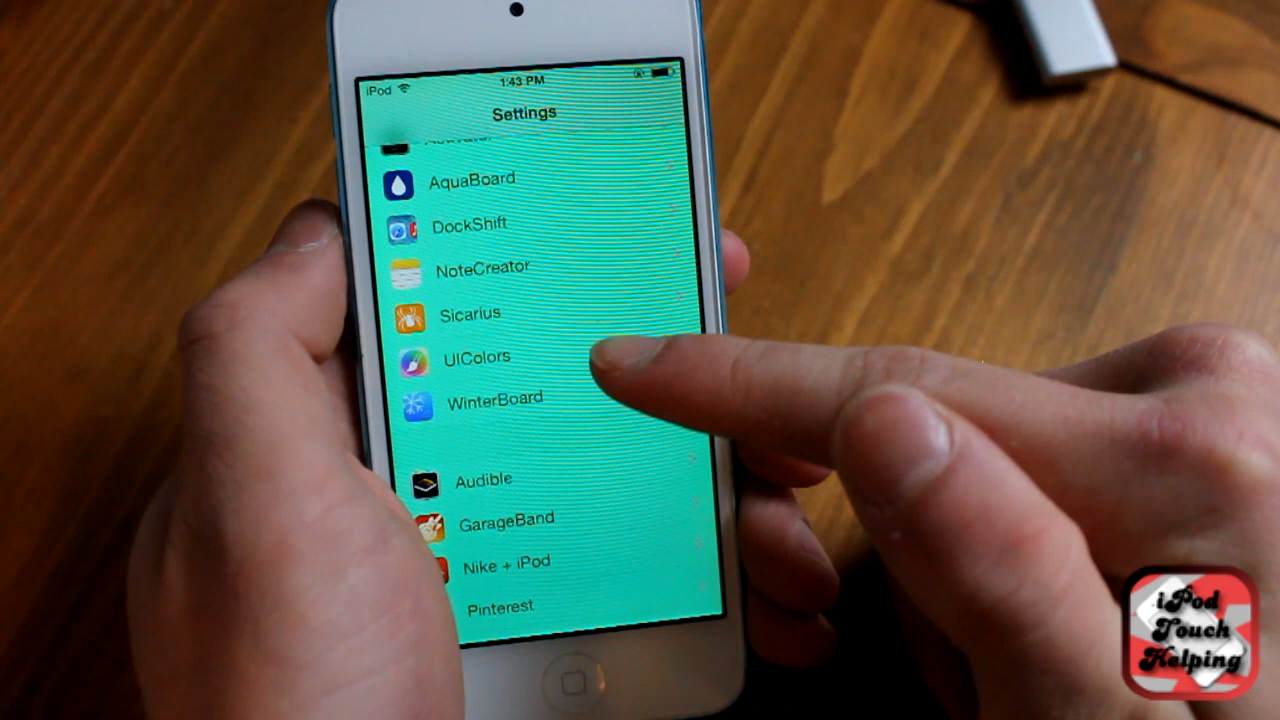 iPod
1:43 PM
Settings
AquaBoard
DockShift
NoteCreator
Sicarius
UIColors
WinterBoard
Audible
GarageBand
Nike + iPod
Pinterest
iPod
Touch
Helping